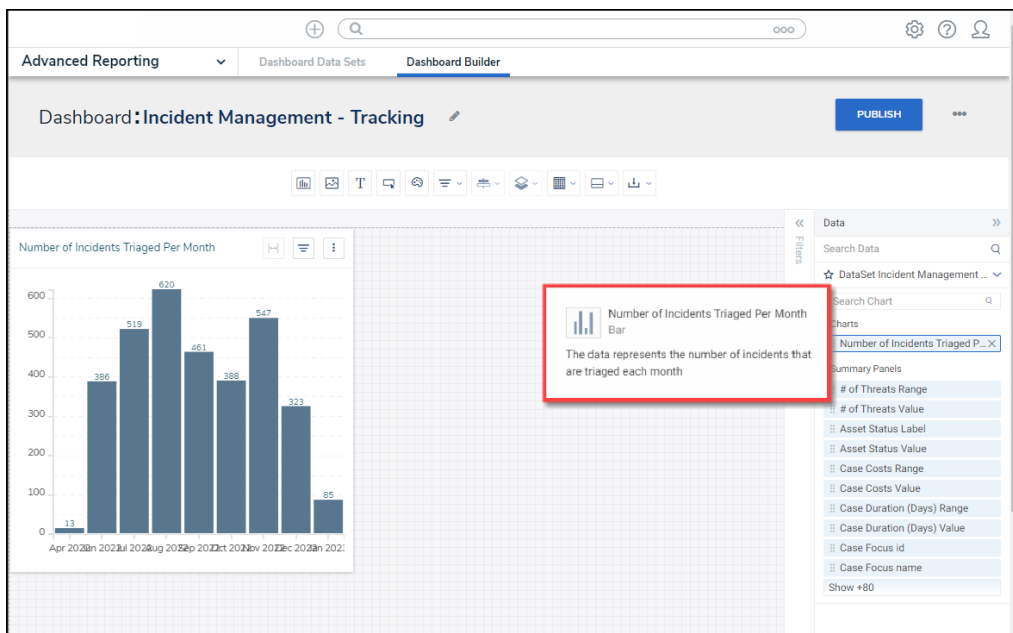 Advanced Reporting
Dashboard Data Sets
Dashboard Builder
Dashboard: Incident Management - Tracking
PUBLISH
T
Number of Incidents Triaged Per Month
600
500
400
300
200
100
0
13
386
519
620
461
388
547
323
85
Filters
Data
Search Data
DataSet Incident Management ...
Search Chart
Charts
Number of Incidents Triaged P...
Summary Panels
# of Threats Range
# of Threats Value
Asset Status Label
Asset Status Value
Case Costs Range
Case Costs Value
Case Duration (Days) Range
Case Duration (Days) Value
Case Focus id
Case Focus name
Show +80
Number of Incidents Triaged Per Month
Bar
The data represents the number of incidents that
are triaged each month